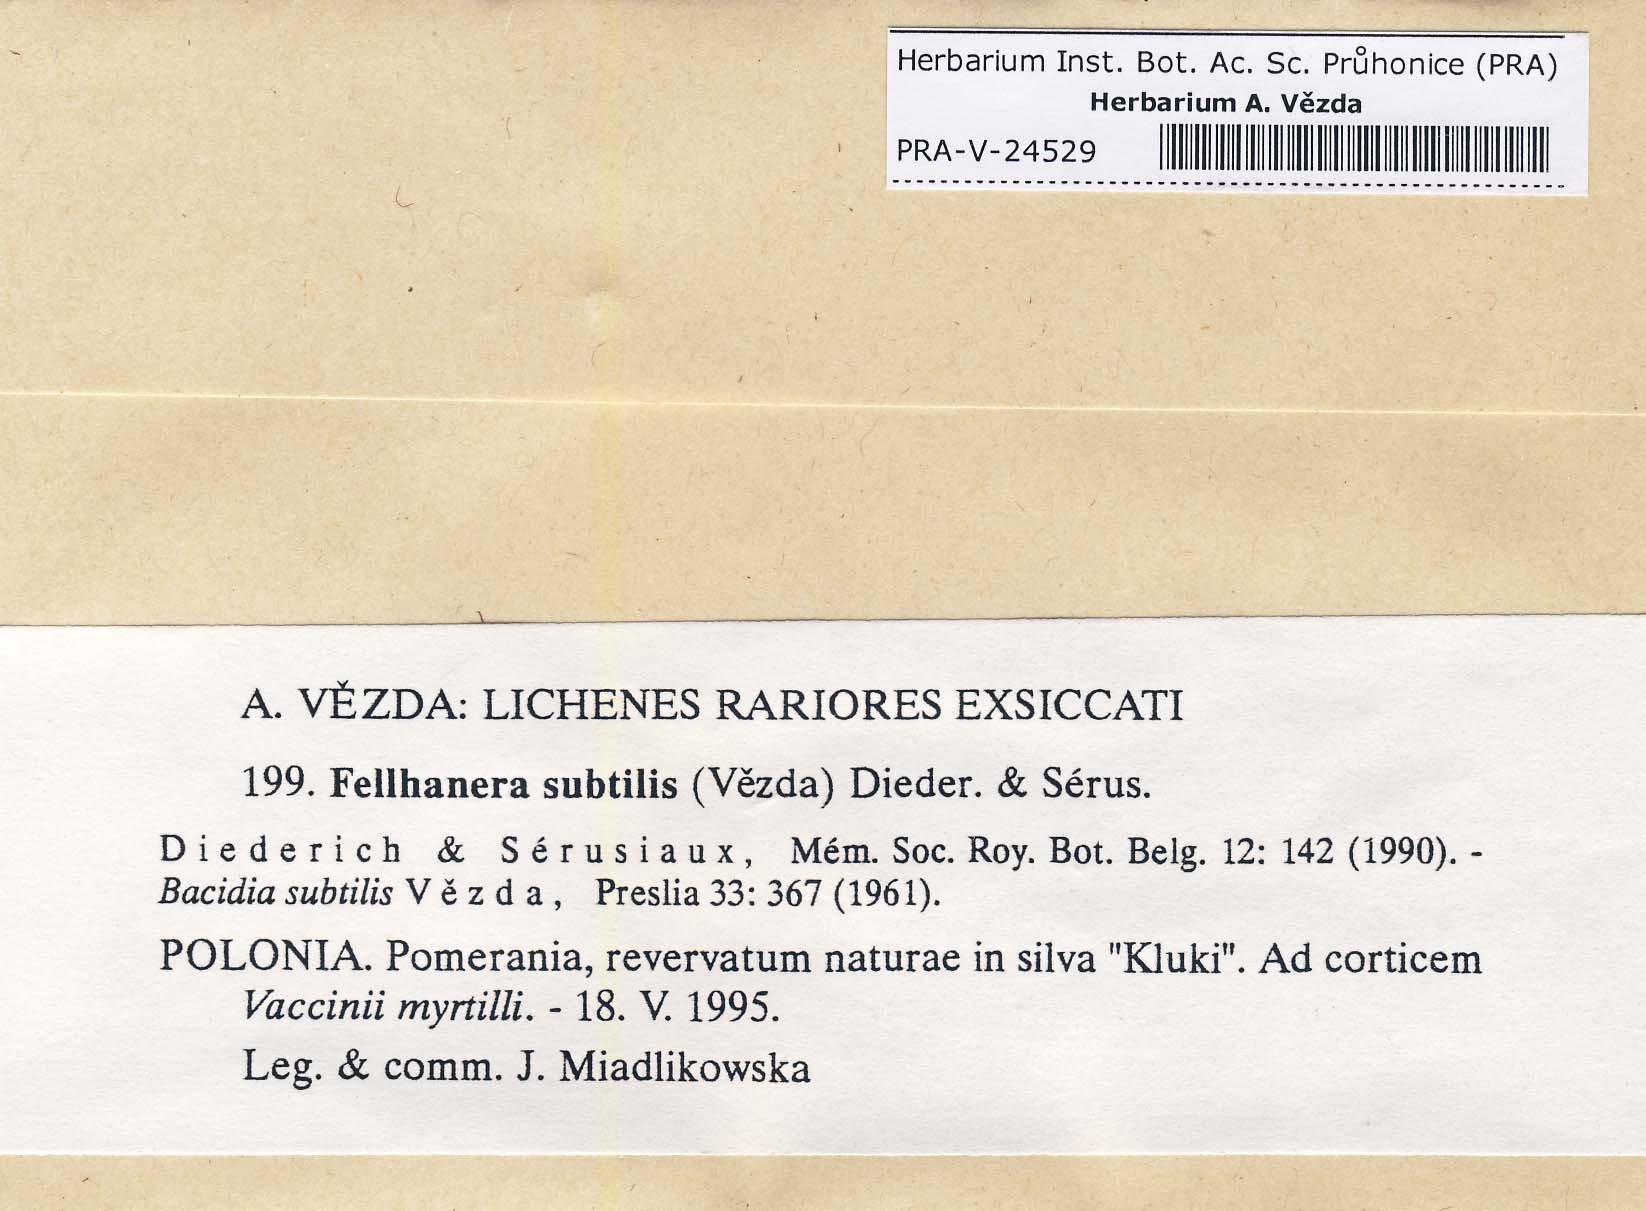 Herbarium Inst. Bot. Ac. Sc. Průhonice (PRA)
Herbarium A. Vězda
PRA-V-24529
A. VĚZDA: LICHENES RARIORES EXSICCATI
199. Fellhanera subtilis (Vězda) Dieder. & Sérus.
Diederich & Sérusiaux, Mém. Soc. Roy. Bot. Belg. 12: 142 (1990). -
Bacidia subtilis Vězda, Preslia 33: 367 (1961).
POLONIA. Pomerania, revervatum naturae in silva "Kluki". Ad corticem
Vaccinii myrtilli. - 18. V. 1995.
Leg. & comm. J. Miadlikowska